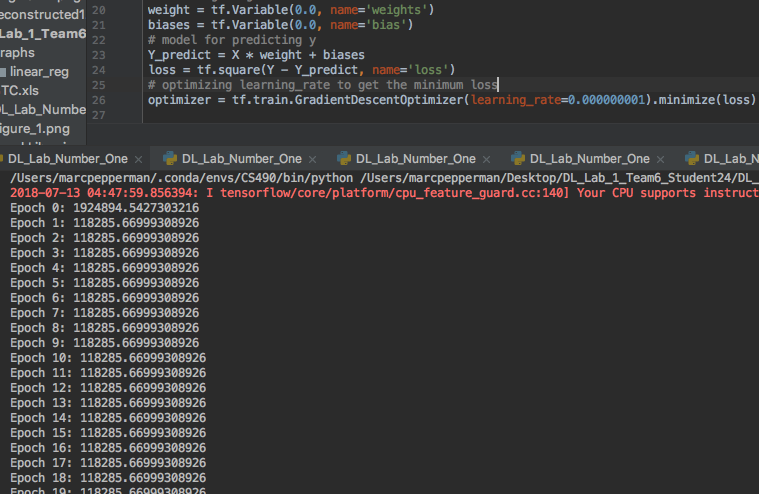 econstructed1
Lab_1_Team6
raphs
linear_reg
TC.xls
DL_Lab_Numbe
igure_1.png
20 weight = tf.Variable(0.0, name='weights')
21 biases = tf.Variable(0.0, name='bias')
22 # model for predicting y
23 Y_predict = X * weight + biases
24 loss = tf.square(Y - Y_predict, name='loss')
25 # optimizing learning_rate to get the minimum loss
26 optimizer = tf.train.GradientDescentOptimizer(learning_rate=0.000000001).minimize(loss)
27
DL_Lab_Number_One × DL_Lab_Number_One × DL_Lab_Number_One × DL_Lab_Number_One × DL_Lab_N
/Users/marcpepperman/.conda/envs/CS490/bin/python /Users/marcpepperman/Desktop/DL_Lab_1_Team6_Student24/DL_
2018-07-13 04:47:59.856394: I tensorflow/core/platform/cpu_feature_guard.cc:140] Your CPU supports instruct
Epoch 0: 1924894.5427303216
Epoch 1: 118285.66999308926
Epoch 2: 118285.66999308926
Epoch 3: 118285.66999308926
Epoch 4: 118285.66999308926
Epoch 5: 118285.66999308926
Epoch 6: 118285.66999308926
Epoch 7: 118285.66999308926
Epoch 8: 118285.66999308926
Epoch 9: 118285.66999308926
Epoch 10: 118285.66999308926
Epoch 11: 118285.66999308926
Epoch 12: 118285.66999308926
Epoch 13: 118285.66999308926
Epoch 14: 118285.66999308926
Epoch 15: 118285.66999308926
Epoch 16: 118285.66999308926
Epoch 17: 118285.66999308926
Epoch 18: 118285.66999308926
Epoch 19: 118285.66999308926